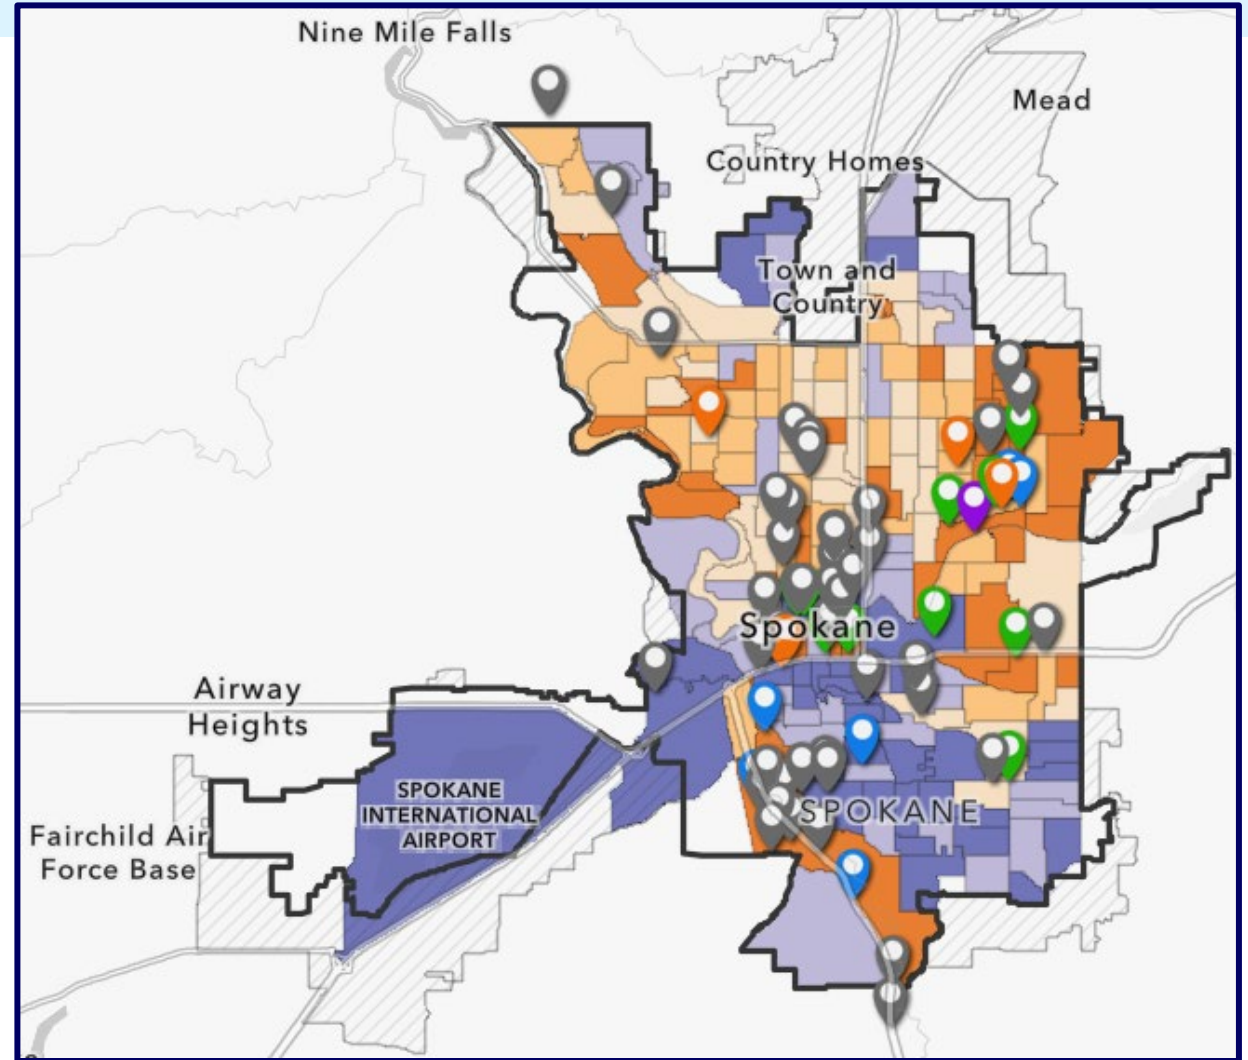 Nine Mile Falls
Mead
Country Homes
Town and
Country
Spokane
Airway
Heights
SPOKANE
INTERNATIONAL
AIRPORT
SPOKANE
Fairchild Air
Force Base